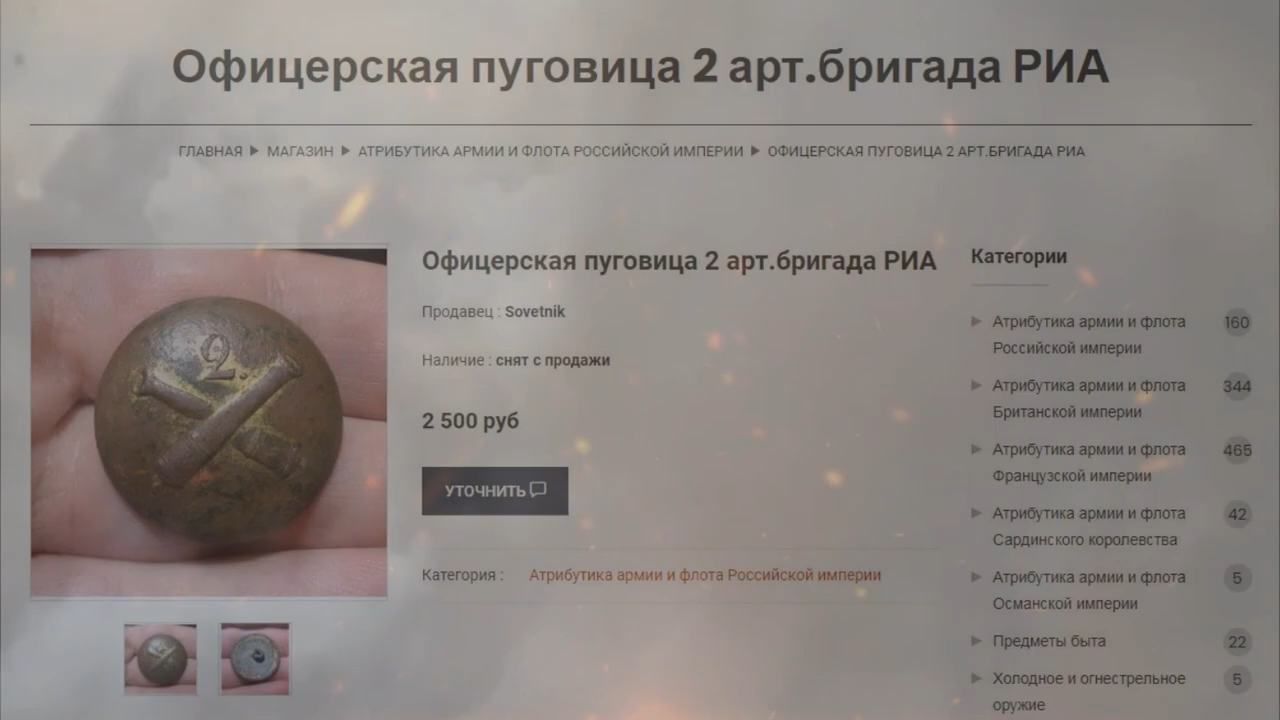 Офицерская пуговица 2 арт.бригада РИА
ГЛАВНАЯ ▶ МАГАЗИН ▶ АТРИБУТИКА АРМИИ И ФЛОТА РОССИЙСКОЙ ИМПЕРИИ ▶ ОФИЦЕРСКАЯ ПУГОВИЦА 2 АРТ.БРИГАДА РИА
2.
Офицерская пуговица 2 арт.бригада РИА
Продавец : Sovetnik
Наличие : снят с продажи
2 500 руб
УТОЧНИТЬ
Категория : Атрибутика армии и флота Российской империи
Категории
Атрибутика армии и флота 160
Российской империи
Атрибутика армии и флота 344
Британской империи
Атрибутика армии и флота 465
Французской империи
Атрибутика армии и флота 42
Сардинского королевства
Атрибутика армии и флота 5
Османской империи
Предметы быта 22
Холодное и огнестрельное 5
оружие